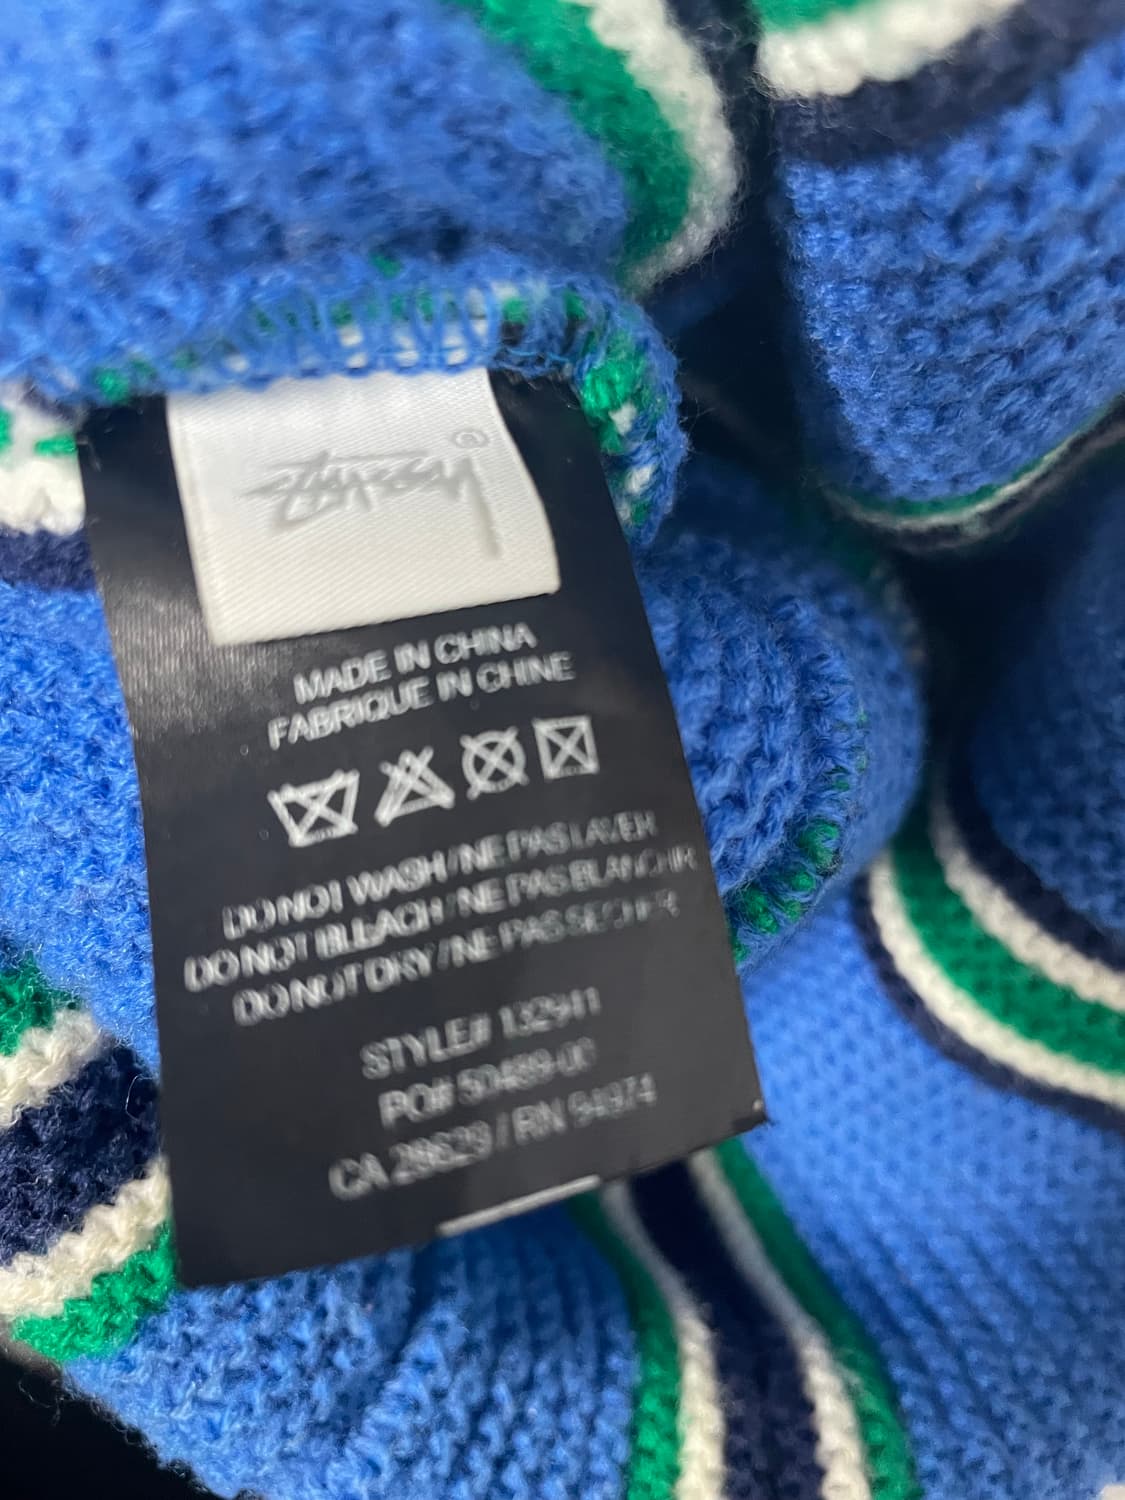 Stüssy ®
MADE IN CHINA
FABRIQUE IN CHINE
DO NOT WASH / NE PAS LAVER
DO NOT BLEACH / NE PAS BLANCHIR
DO NOT DRY / NE PAS SECHER
STYLE# 132941
PO# 50489-00
CA 28629 / RN 94974